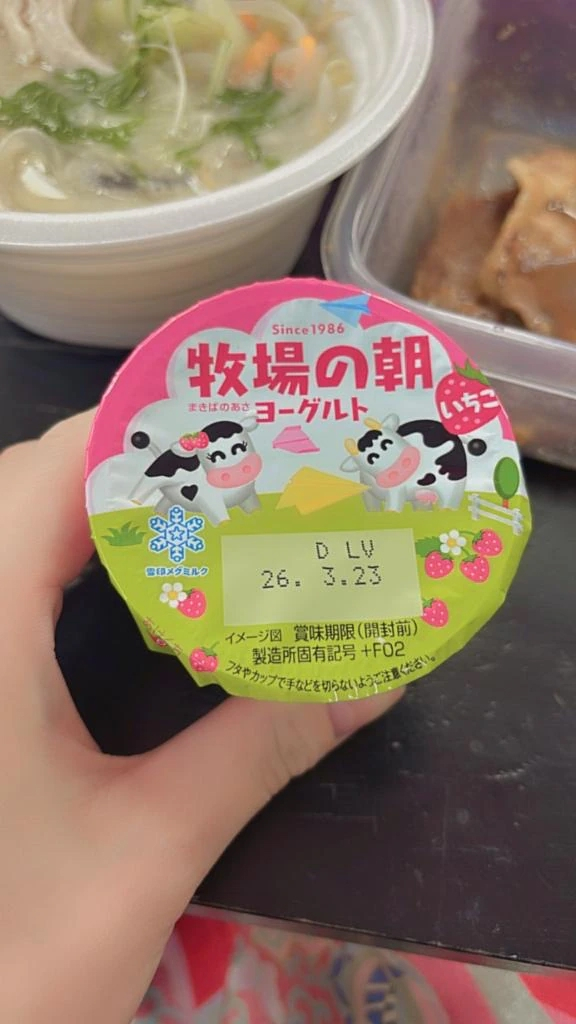 Since1986
牧場の朝
まきばのあさ
ヨーグルト
いちご
雪印メグミルク
D LV
26. 3.23
イメージ図 賞味期限(開封前)
製造所固有記号 +F02
フタやカップで手などを切らないようご注意ください。